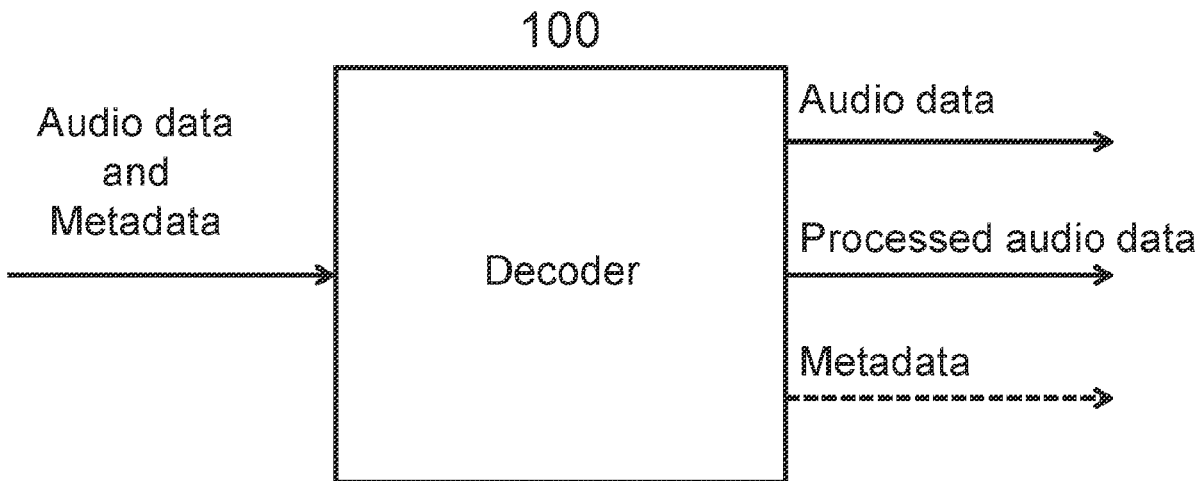 100
Audio data
and
Metadata
Decoder
Audio data
Processed audio data
Metadata